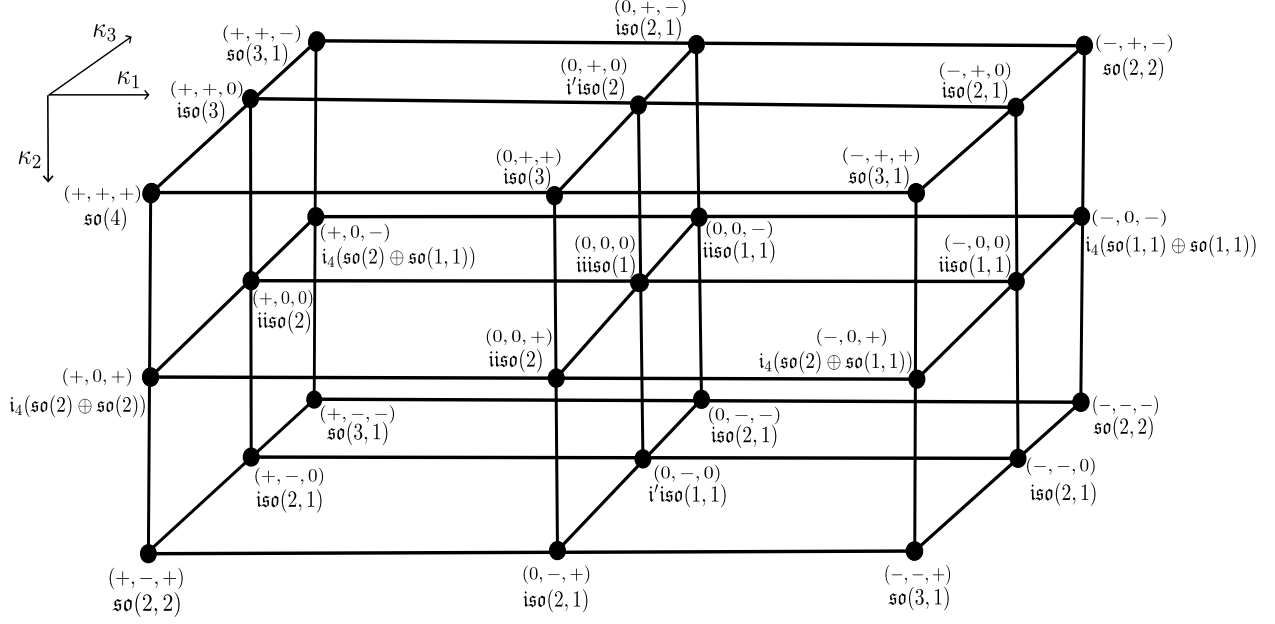 (0, +, −)
iso(2, 1)
κ₃
(+, +, −)
so(3, 1)
(−, +, −)
so(2, 2)
κ₁
(0, +, 0)
i′iso(2)
(−, +, 0)
iso(2, 1)
(+, +, 0)
iso(3)
κ₂
(0, +, +)
iso(3)
(−, +, +)
so(3, 1)
(+, +, +)
so(4)
(+, 0, −)
i₄(so(2) ⊕ so(1, 1))
(0, 0, −)
iiso(1, 1)
(−, 0, −)
i₄(so(1, 1) ⊕ so(1, 1))
(0, 0, 0)
iiiso(1)
(−, 0, 0)
iiso(1, 1)
(+, 0, 0)
iiso(2)
(0, 0, +)
iiso(2)
(−, 0, +)
i₄(so(2) ⊕ so(1, 1))
(+, 0, +)
i₄(so(2) ⊕ so(2))
(+, −, −)
so(3, 1)
(0, −, −)
iso(2, 1)
(−, −, −)
so(2, 2)
(+, −, 0)
iso(2, 1)
(0, −, 0)
i′iso(1, 1)
(−, −, 0)
iso(2, 1)
(+, −, +)
so(2, 2)
(0, −, +)
iso(2, 1)
(−, −, +)
so(3, 1)